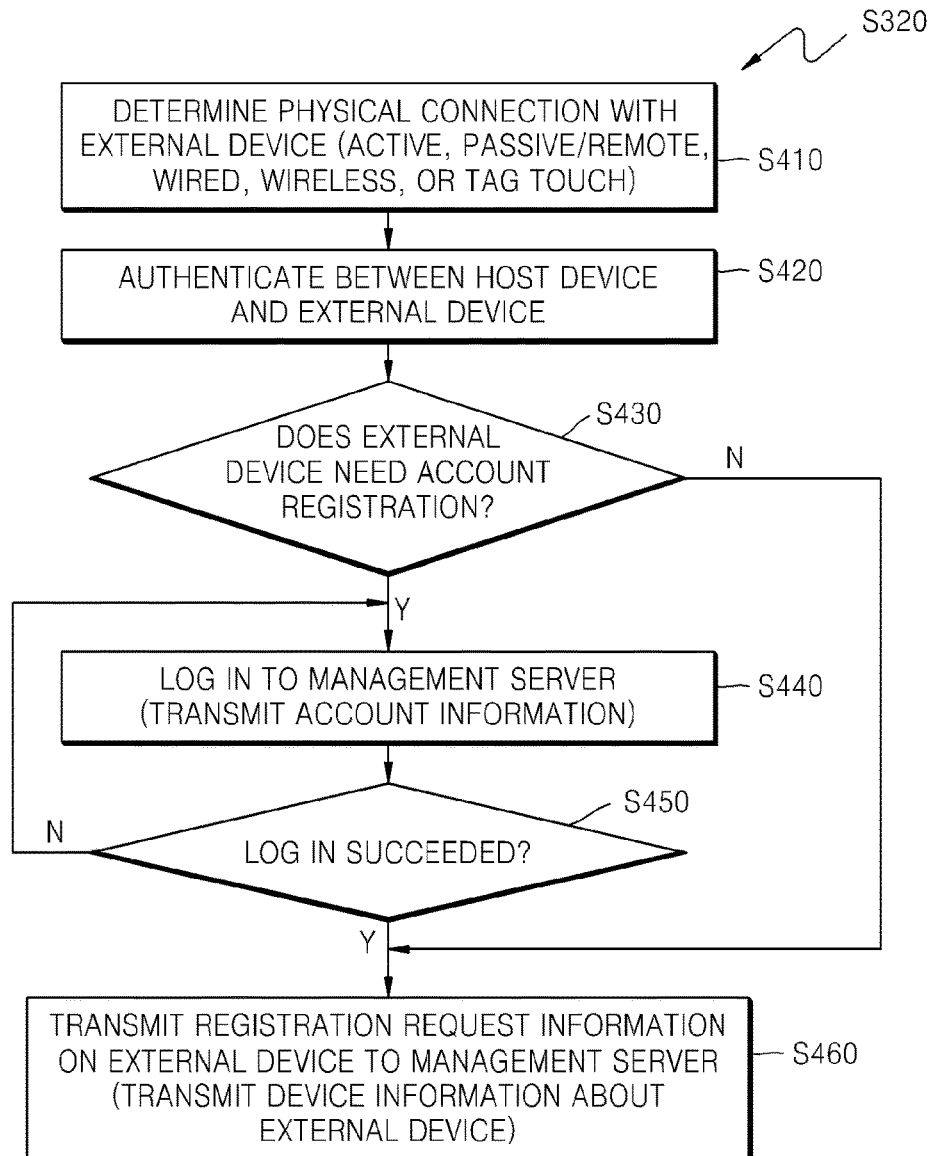 S320
DETERMINE PHYSICAL CONNECTION WITH
EXTERNAL DEVICE (ACTIVE, PASSIVE/REMOTE,
WIRED, WIRELESS, OR TAG TOUCH)
S410
AUTHENTICATE BETWEEN HOST DEVICE
AND EXTERNAL DEVICE
S420
DOES EXTERNAL
DEVICE NEED ACCOUNT
REGISTRATION?
S430
N
Y
LOG IN TO MANAGEMENT SERVER
(TRANSMIT ACCOUNT INFORMATION)
S440
LOG IN SUCCEEDED?
S450
N
Y
TRANSMIT REGISTRATION REQUEST INFORMATION
ON EXTERNAL DEVICE TO MANAGEMENT SERVER
(TRANSMIT DEVICE INFORMATION ABOUT
EXTERNAL DEVICE)
S460